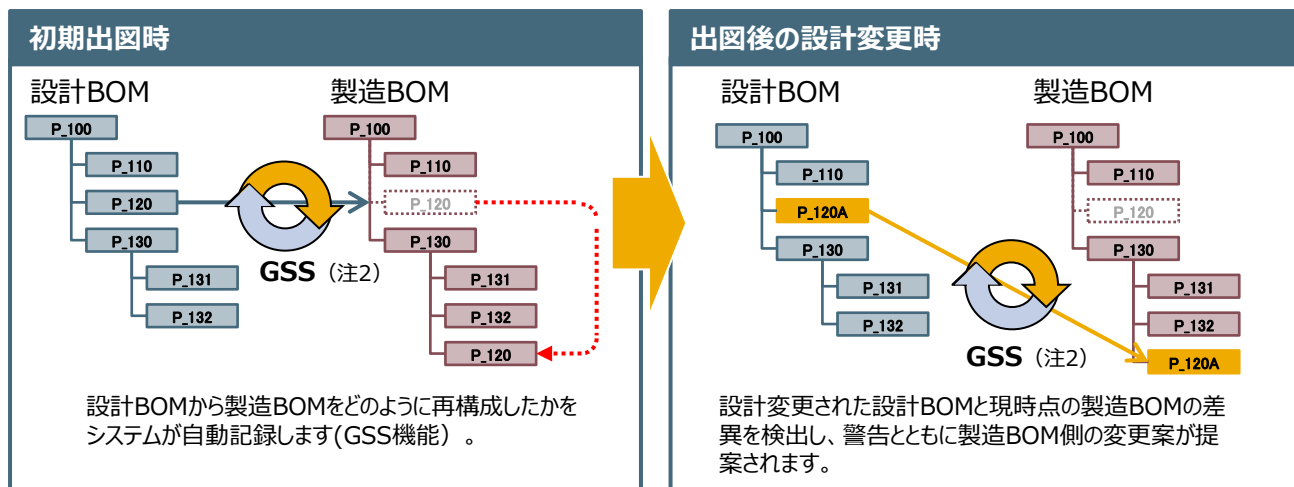 初期出図時
設計BOM
製造BOM
P_100
P_110
P_120
P_130
P_131
P_132
P_100
P_110
P_120
P_130
P_131
P_132
P_120
GSS（注2）
設計BOMから製造BOMをどのように再構成したかを
システムが自動記録します(GSS機能）。
出図後の設計変更時
設計BOM
製造BOM
P_100
P_110
P_120A
P_130
P_131
P_132
P_100
P_110
P_120
P_130
P_131
P_132
P_120A
GSS（注2）
設計変更された設計BOMと現時点の製造BOMの差
異を検出し、警告とともに製造BOM側の変更案が提
案されます。